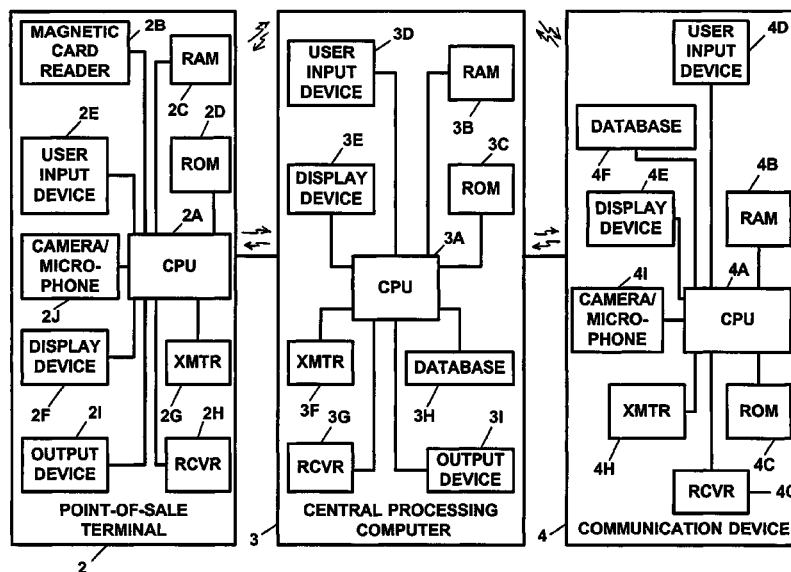 MAGNETIC
CARD
READER
2B
RAM
2C
2D
ROM
2E
USER
INPUT
DEVICE
2A
CPU
CAMERA/
MICRO-
PHONE
2J
DISPLAY
DEVICE
2F
XMTR
2G
2H
RCVR
2I
OUTPUT
DEVICE
POINT-OF-SALE
TERMINAL
2
3D
USER
INPUT
DEVICE
RAM
3B
3C
ROM
3E
DISPLAY
DEVICE
3A
CPU
XMTR
3F
DATABASE
3H
3G
RCVR
3I
OUTPUT
DEVICE
CENTRAL PROCESSING
COMPUTER
3
USER
INPUT
DEVICE
4D
DATABASE
4F
4E
DISPLAY
DEVICE
4B
RAM
4A
CPU
4I
CAMERA/
MICRO-
PHONE
XMTR
4H
ROM
4C
RCVR
4G
COMMUNICATION DEVICE
4